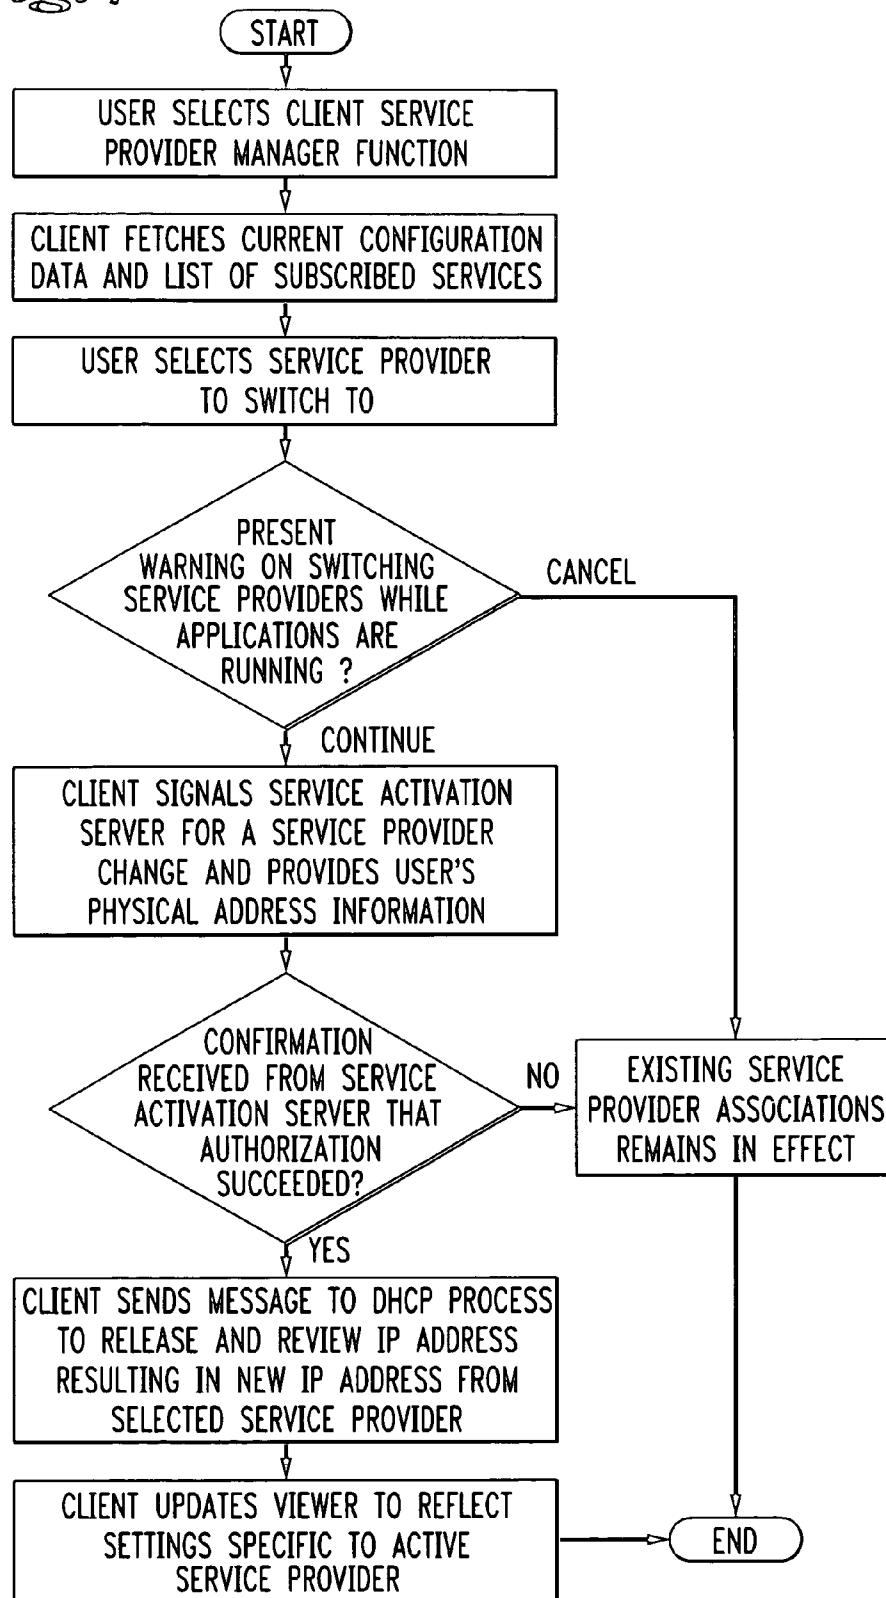 START
USER SELECTS CLIENT SERVICE
PROVIDER MANAGER FUNCTION
CLIENT FETCHES CURRENT CONFIGURATION
DATA AND LIST OF SUBSCRIBED SERVICES
USER SELECTS SERVICE PROVIDER
TO SWITCH TO
PRESENT
WARNING ON SWITCHING
SERVICE PROVIDERS WHILE
APPLICATIONS ARE
RUNNING ?
CANCEL
CONTINUE
CLIENT SIGNALS SERVICE ACTIVATION
SERVER FOR A SERVICE PROVIDER
CHANGE AND PROVIDES USER'S
PHYSICAL ADDRESS INFORMATION
CONFIRMATION
RECEIVED FROM SERVICE
ACTIVATION SERVER THAT
AUTHORIZATION
SUCCEEDED?
NO
EXISTING SERVICE
PROVIDER ASSOCIATIONS
REMAINS IN EFFECT
YES
CLIENT SENDS MESSAGE TO DHCP PROCESS
TO RELEASE AND REVIEW IP ADDRESS
RESULTING IN NEW IP ADDRESS FROM
SELECTED SERVICE PROVIDER
CLIENT UPDATES VIEWER TO REFLECT
SETTINGS SPECIFIC TO ACTIVE
SERVICE PROVIDER
END